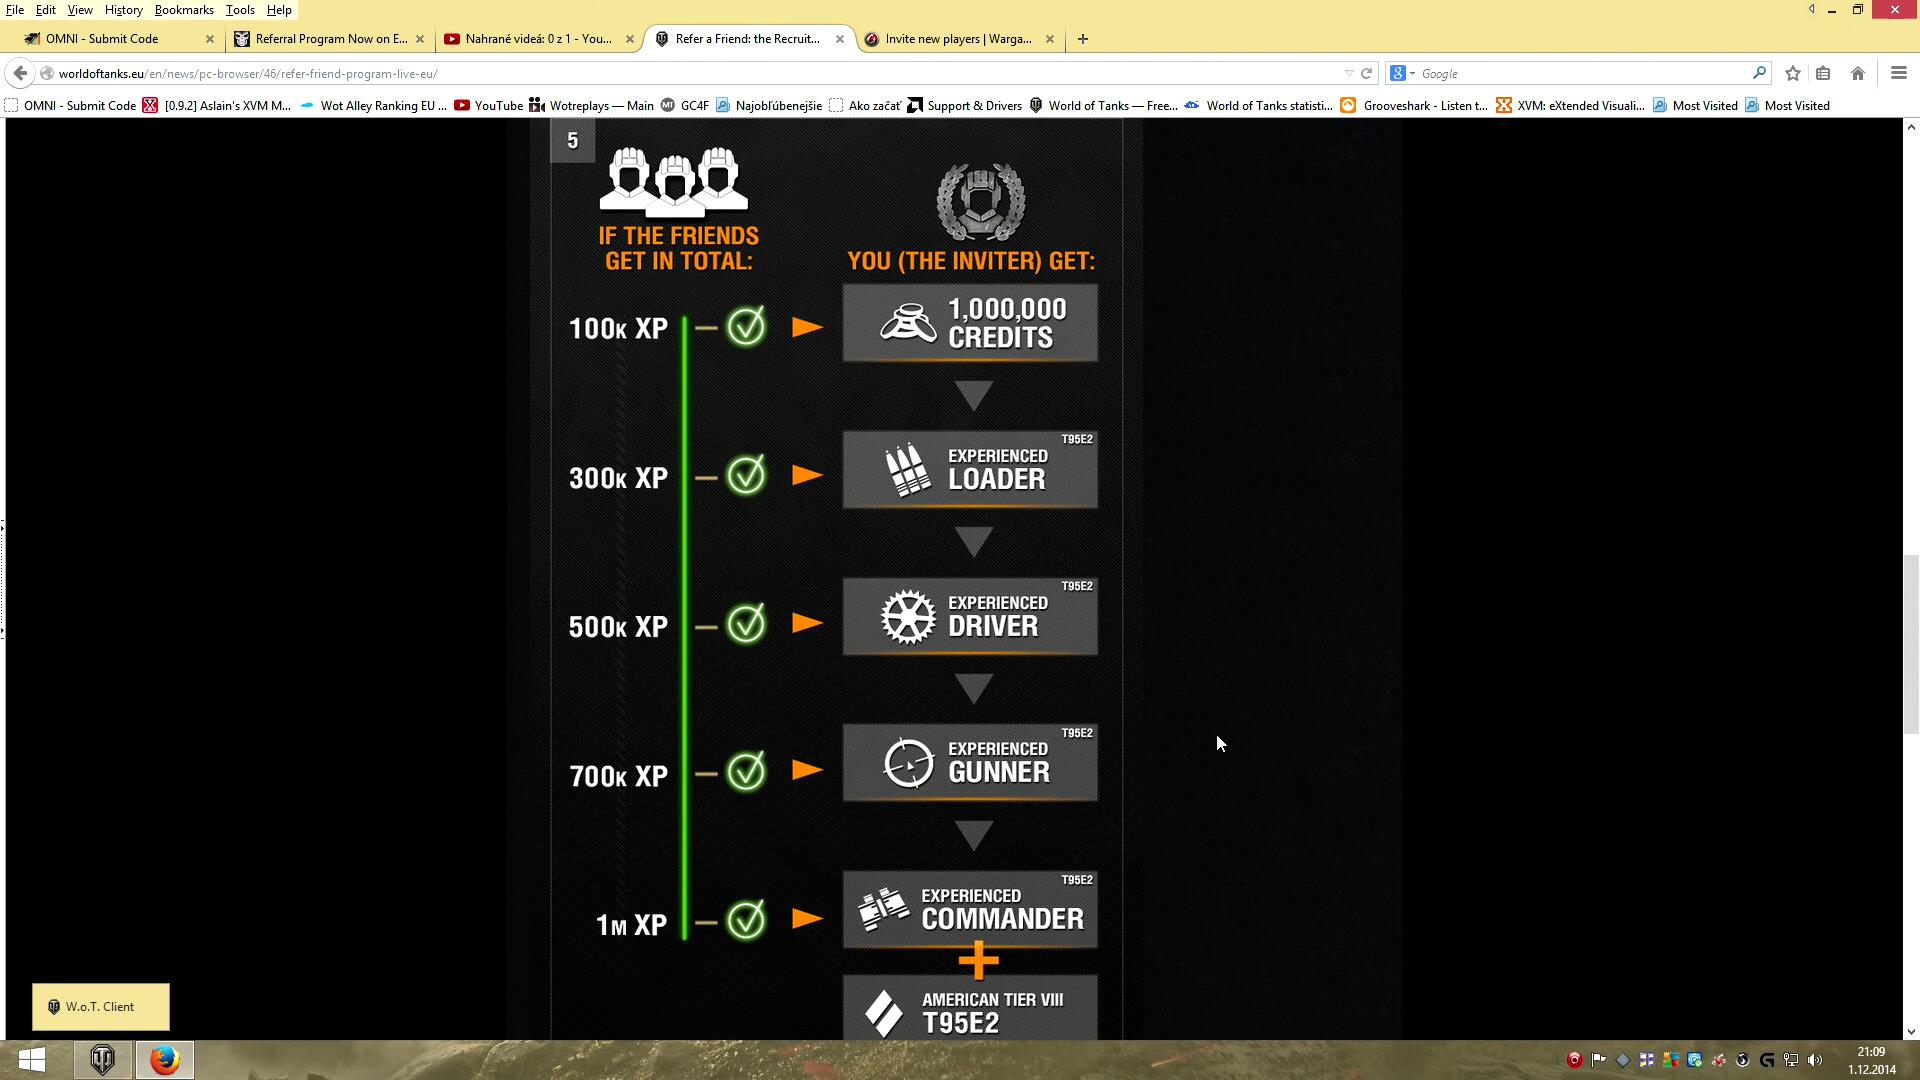 File Edit View History Bookmarks Tools Help
OMNI - Submit Code
Referral Program Now on E...
Nahrané videá: 0 z 1 - You...
Refer a Friend: the Recruit...
Invite new players | Warga...
worldoftanks.eu/en/news/pc-browser/46/refer-friend-program-live-eu/
Google
OMNI - Submit Code
[0.9.2] Aslain's XVM M...
Wot Alley Ranking EU ...
YouTube
Wotreplays — Main
GC4F
Najobľúbenejšie
Ako začať
Support & Drivers
World of Tanks — Free...
World of Tanks statisti...
Grooveshark - Listen t...
XVM: eXtended Visuali...
Most Visited
Most Visited
5
IF THE FRIENDS
GET IN TOTAL:
YOU (THE INVITER) GET:
100K XP
1,000,000
CREDITS
300K XP
T95E2
EXPERIENCED
LOADER
500K XP
T95E2
EXPERIENCED
DRIVER
700K XP
T95E2
EXPERIENCED
GUNNER
1M XP
T95E2
EXPERIENCED
COMMANDER
AMERICAN TIER VIII
T95E2
W.o.T. Client
21:09
1.12.2014